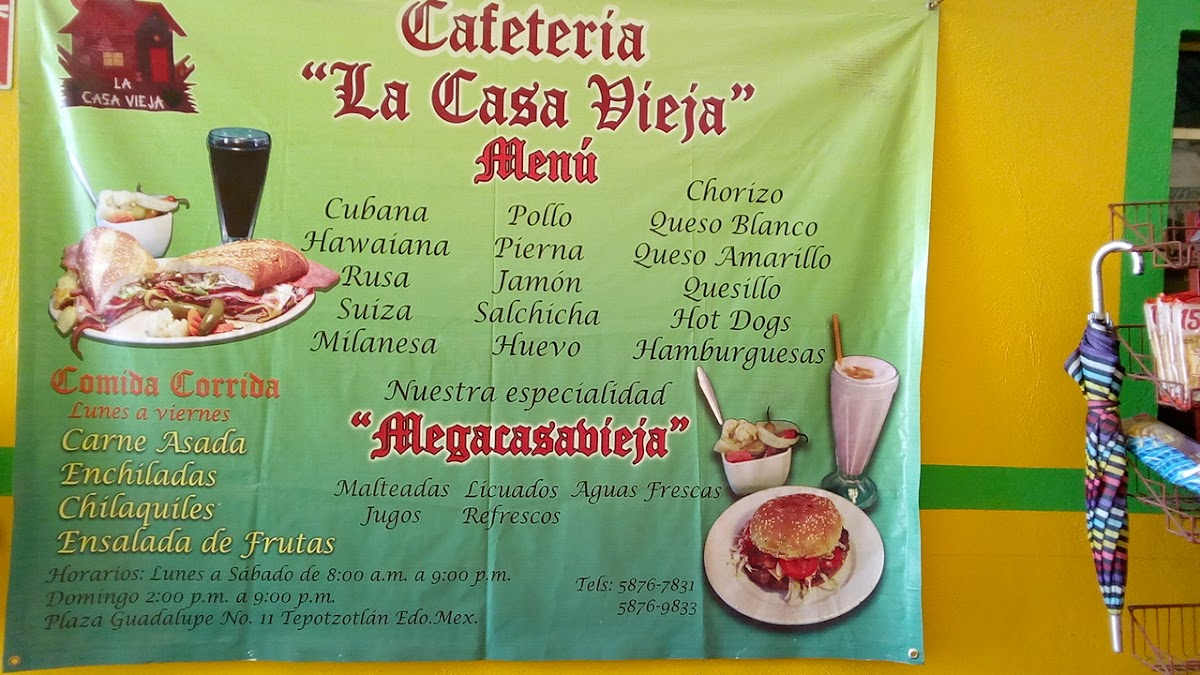 LA
CASA VIEJA
Cafetería
"La Casa Vieja"
Menú
Cubana
Hawaiana
Rusa
Suiza
Milanesa
Pollo
Pierna
Jamón
Salchicha
Huevo
Chorizo
Queso Blanco
Queso Amarillo
Quesillo
Hot Dogs
Hamburguesas
Comida Corrida
Lunes a viernes
Carne Asada
Enchiladas
Chilaquiles
Ensalada de Frutas
Nuestra especialidad
"Megacasavieja"
Malteadas Licuados Aguas Frescas
Jugos Refrescos
Horarios: Lunes a Sábado de 8:00 a.m. a 9:00 p.m.
Domingo 2:00 p.m. a 9:00 p.m.
Plaza Guadalupe No. 11 Tepotzotlán Edo.Mex.
Tels: 5876-7831
5876-9833